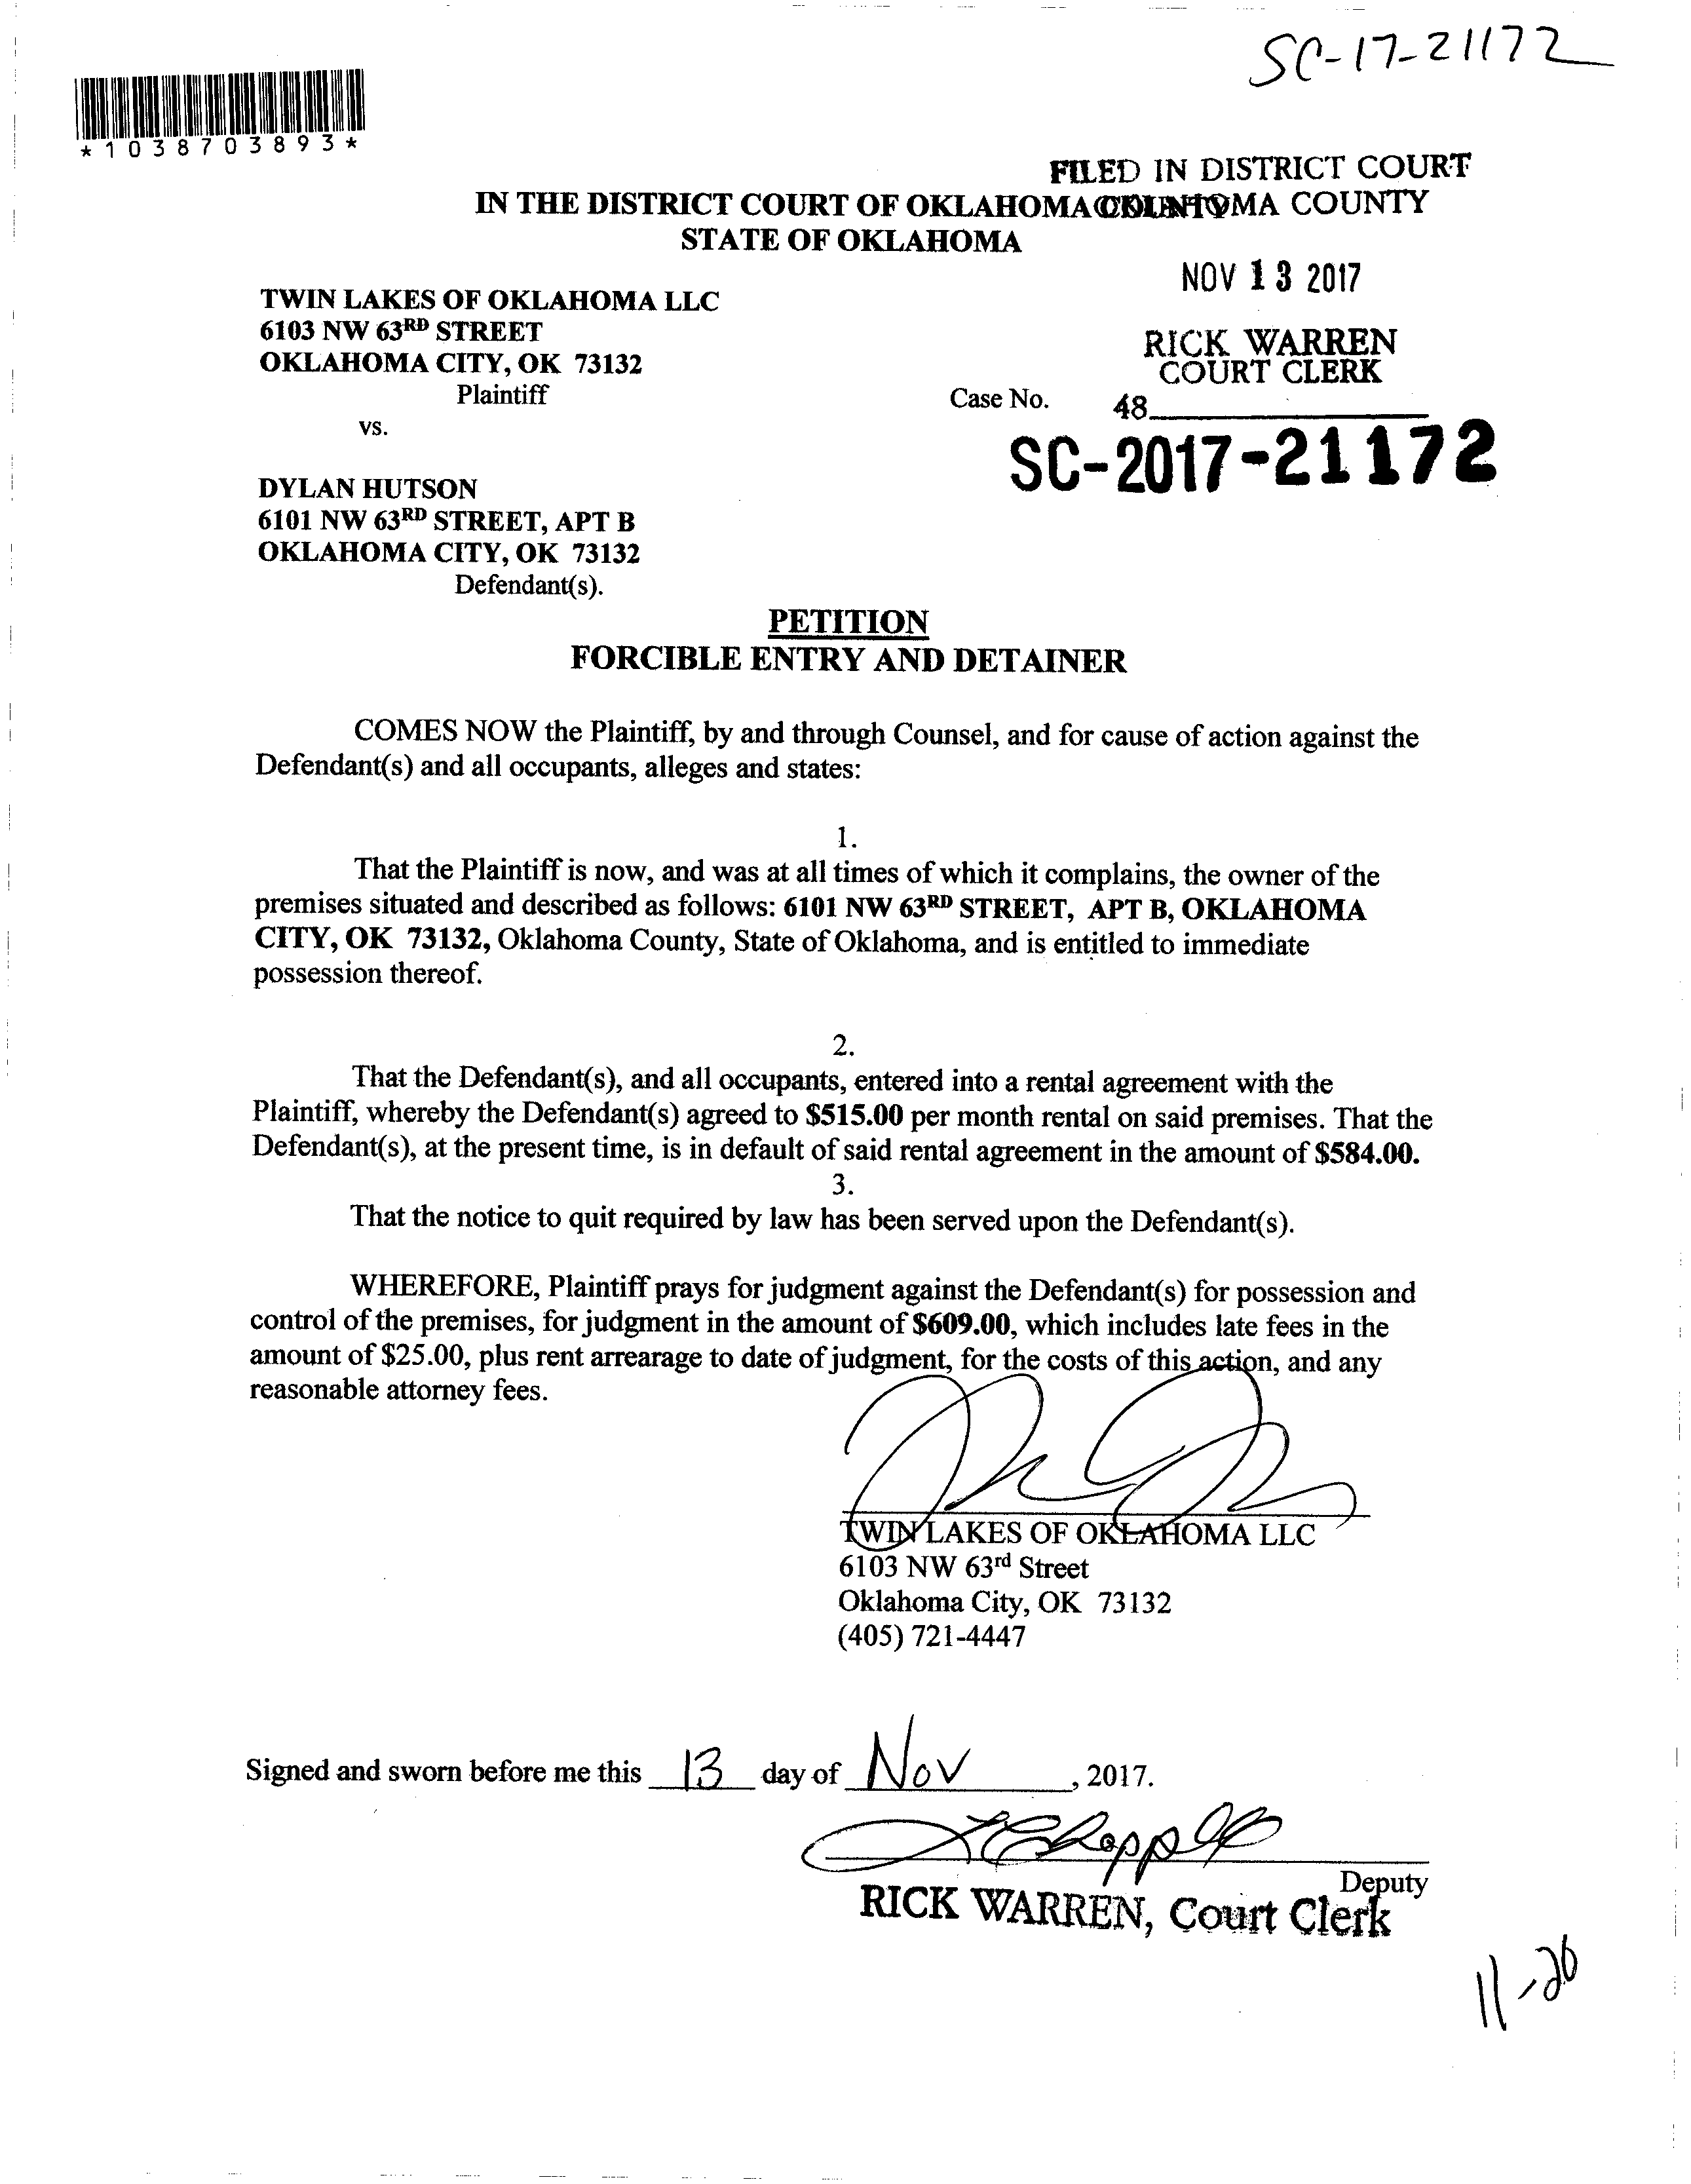 SC-17-21172
*1038703893*
FILED IN DISTRICT COURT
IN THE DISTRICT COURT OF OKLAHOMA COUNTY
OKLAHOMA COUNTY
STATE OF OKLAHOMA
NOV 13 2017
TWIN LAKES OF OKLAHOMA LLC
6103 NW 63RD STREET
OKLAHOMA CITY, OK 73132
Plaintiff
RICK WARREN
COURT CLERK
Case No.
48
vs.
SC-2017-21172
DYLAN HUTSON
6101 NW 63RD STREET, APT B
OKLAHOMA CITY, OK 73132
Defendant(s).
PETITION
FORCIBLE ENTRY AND DETAINER
COMES NOW the Plaintiff, by and through Counsel, and for cause of action against the
Defendant(s) and all occupants, alleges and states:
1.
That the Plaintiff is now, and was at all times of which it complains, the owner of the
premises situated and described as follows: 6101 NW 63RD STREET, APT B, OKLAHOMA
CITY, OK 73132, Oklahoma County, State of Oklahoma, and is entitled to immediate
possession thereof.
2.
That the Defendant(s), and all occupants, entered into a rental agreement with the
Plaintiff, whereby the Defendant(s) agreed to $515.00 per month rental on said premises. That the
Defendant(s), at the present time, is in default of said rental agreement in the amount of $584.00.
3.
That the notice to quit required by law has been served upon the Defendant(s).
WHEREFORE, Plaintiff prays for judgment against the Defendant(s) for possession and
control of the premises, for judgment in the amount of $609.00, which includes late fees in the
amount of $25.00, plus rent arrearage to date of judgment, for the costs of this action, and any
reasonable attorney fees.
TWIN LAKES OF OKLAHOMA LLC
6103 NW 63rd Street
Oklahoma City, OK 73132
(405) 721-4447
Signed and sworn before me this 13 day of Nov, 2017.
Deputy
RICK WARREN, Court Clerk
11-20